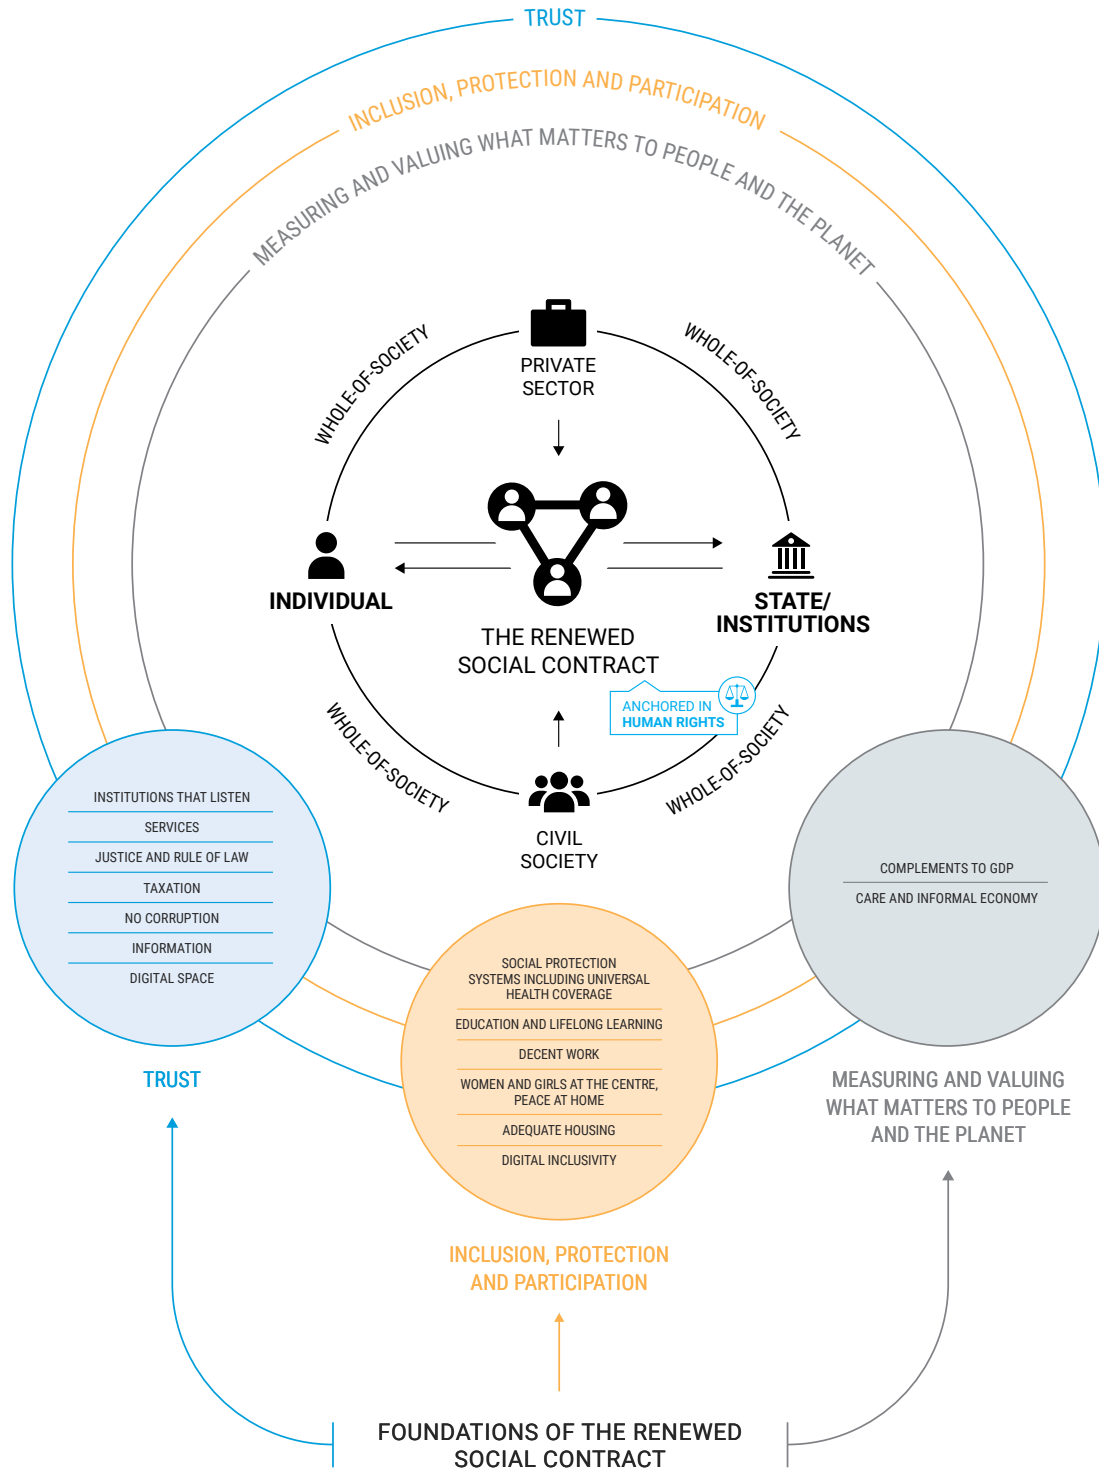 TRUST
INCLUSION, PROTECTION AND PARTICIPATION
MEASURING AND VALUING WHAT MATTERS TO PEOPLE AND THE PLANET
WHOLE-OF-SOCIETY
WHOLE-OF-SOCIETY
PRIVATE
SECTOR
INDIVIDUAL
STATE/
INSTITUTIONS
THE RENEWED
SOCIAL CONTRACT
ANCHORED IN
HUMAN RIGHTS
WHOLE-OF-SOCIETY
WHOLE-OF-SOCIETY
CIVIL
SOCIETY
INSTITUTIONS THAT LISTEN
SERVICES
JUSTICE AND RULE OF LAW
TAXATION
NO CORRUPTION
INFORMATION
DIGITAL SPACE
TRUST
SOCIAL PROTECTION
SYSTEMS INCLUDING UNIVERSAL
HEALTH COVERAGE
EDUCATION AND LIFELONG LEARNING
DECENT WORK
WOMEN AND GIRLS AT THE CENTRE,
PEACE AT HOME
ADEQUATE HOUSING
DIGITAL INCLUSIVITY
INCLUSION, PROTECTION
AND PARTICIPATION
COMPLEMENTS TO GDP
CARE AND INFORMAL ECONOMY
MEASURING AND VALUING
WHAT MATTERS TO PEOPLE
AND THE PLANET
FOUNDATIONS OF THE RENEWED
SOCIAL CONTRACT